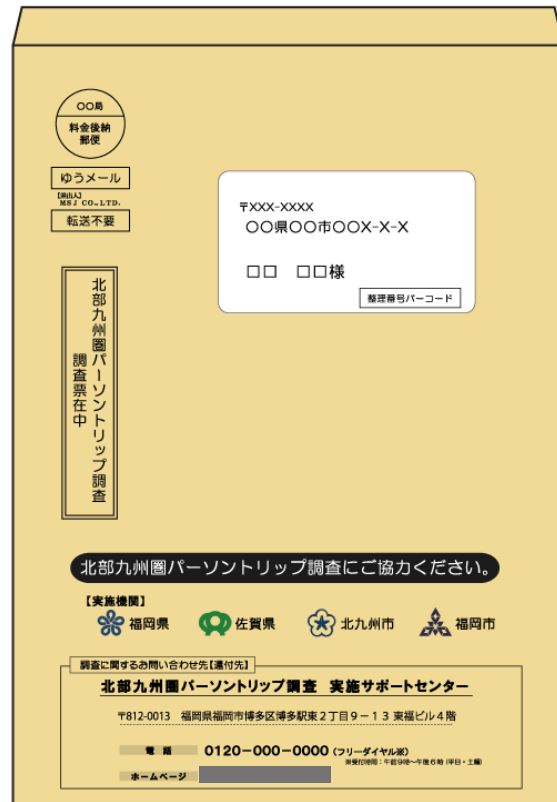 〇〇局
料金後納
郵便
ゆうメール
【差出人】
MSJ CO.,LTD.
転送不要
〒XXX-XXXX
〇〇県〇〇市〇〇X-X-X
□□　□□様
整理番号バーコード
北部九州圏パーソントリップ調査
調査票在中
北部九州圏パーソントリップ調査にご協力ください。
【実施機関】
福岡県　佐賀県　北九州市　福岡市
調査に関するお問い合わせ先【還付先】
北部九州圏パーソントリップ調査　実施サポートセンター
〒812-0013　福岡県福岡市博多区博多駅東２丁目９－１３ 東福ビル４階
電 話　0120-000-0000（フリーダイヤル※）
※受付時間：午前9時～午後6時（平日・土曜）
ホームページ